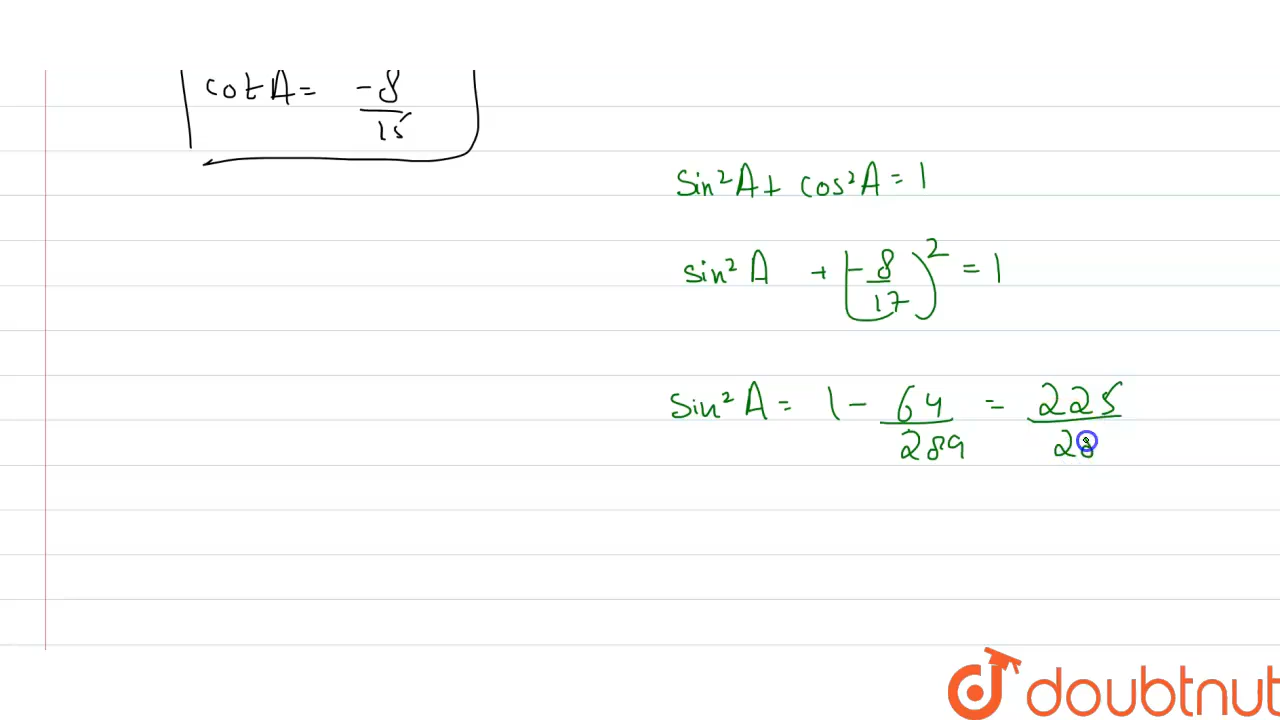 cot A = -8/15
sin²A + cos²A = 1
sin²A + (-8/17)² = 1
sin²A = 1 - 64/289 = 225/28
doubtnut